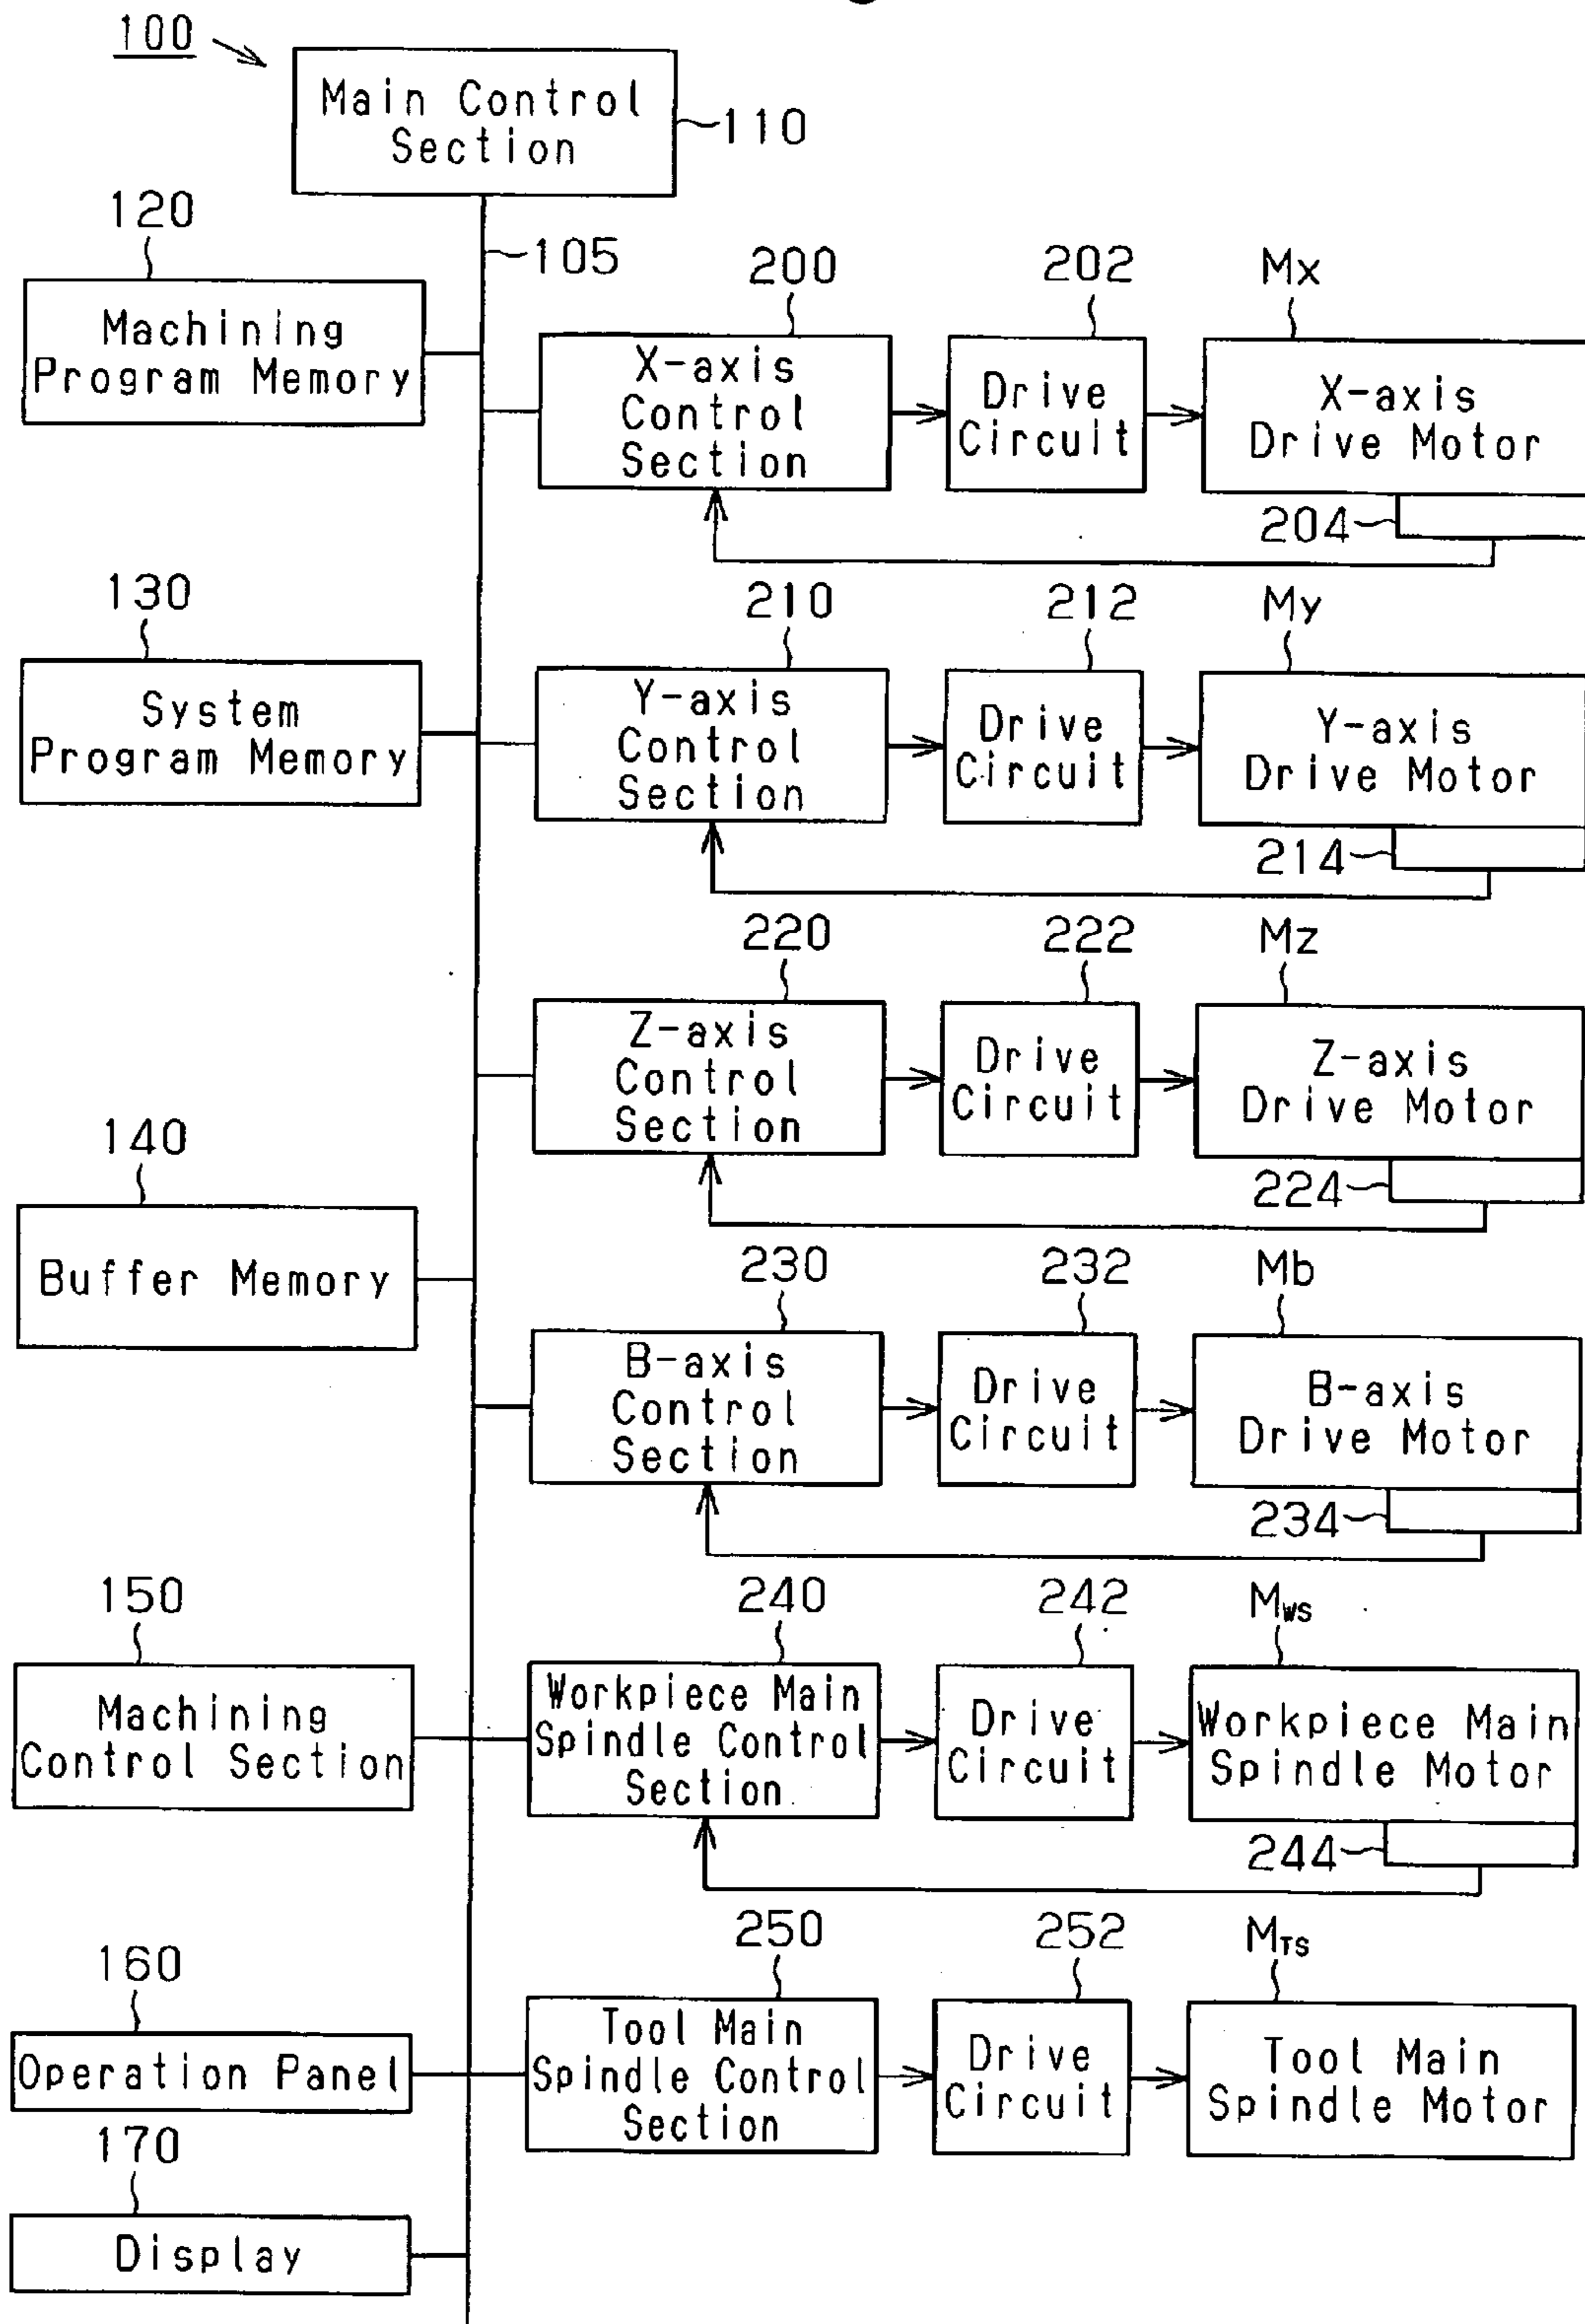 100
Main Control
Section
110
120
105
Machining
Program Memory
200
202
Mx
X-axis
Control
Section
Drive
Circuit
X-axis
Drive Motor
204
130
System
Program Memory
210
212
My
Y-axis
Control
Section
Drive
Circuit
Y-axis
Drive Motor
214
220
222
Mz
Z-axis
Control
Section
Drive
Circuit
Z-axis
Drive Motor
224
140
Buffer Memory
230
232
Mb
B-axis
Control
Section
Drive
Circuit
B-axis
Drive Motor
234
150
Machining
Control Section
240
242
Mws
Workpiece Main
Spindle Control
Section
Drive
Circuit
Workpiece Main
Spindle Motor
244
160
Operation Panel
250
252
MTS
Tool Main
Spindle Control
Section
Drive
Circuit
Tool Main
Spindle Motor
170
Display